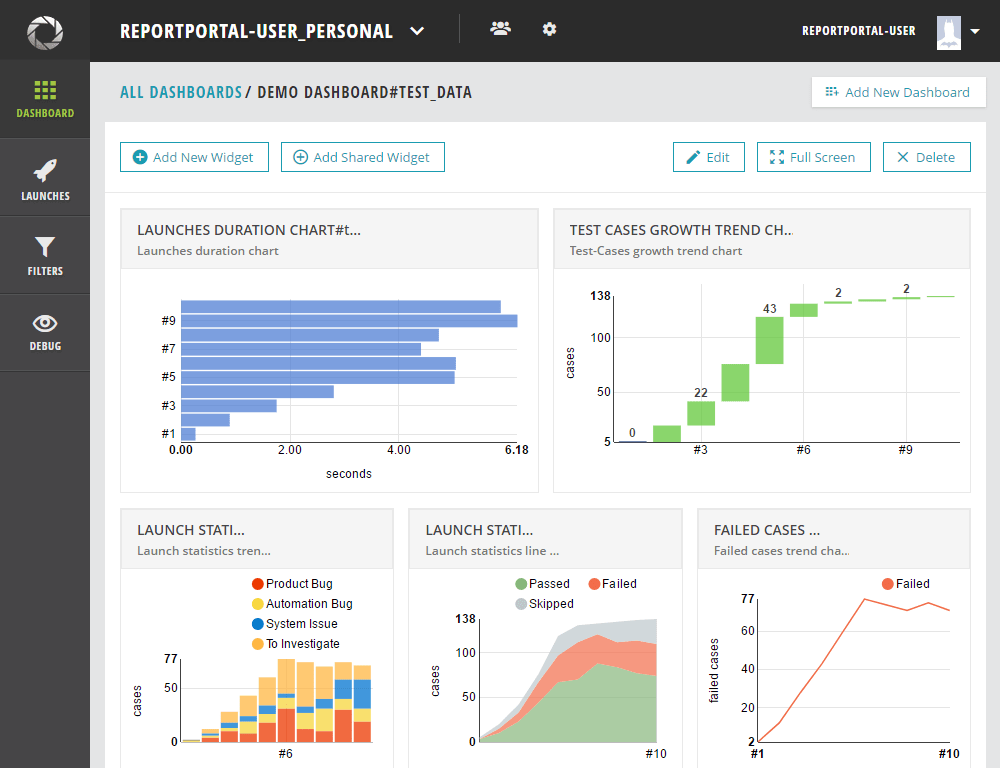 REPORTPORTAL-USER_PERSONAL
REPORTPORTAL-USER
DASHBOARD
LAUNCHES
FILTERS
DEBUG
ALL DASHBOARDS / DEMO DASHBOARD#TEST_DATA
Add New Dashboard
Add New Widget
Add Shared Widget
Edit
Full Screen
Delete
LAUNCHES DURATION CHART#t...
Launches duration chart
#9
#7
#5
#3
#1
0.00 2.00 4.00 6.18
seconds
TEST CASES GROWTH TREND CH...
Test-Cases growth trend chart
138
100
50
5
cases
0
22
43
2
2
#3 #6 #9
LAUNCH STATI...
Launch statistics tren...
Product Bug
Automation Bug
System Issue
To Investigate
77
50
0
cases
#6
LAUNCH STATI...
Launch statistics line ...
Passed Failed
Skipped
138
100
50
0
cases
#10
FAILED CASES ...
Failed cases trend cha...
Failed
77
60
40
20
2
failed cases
#1 #10